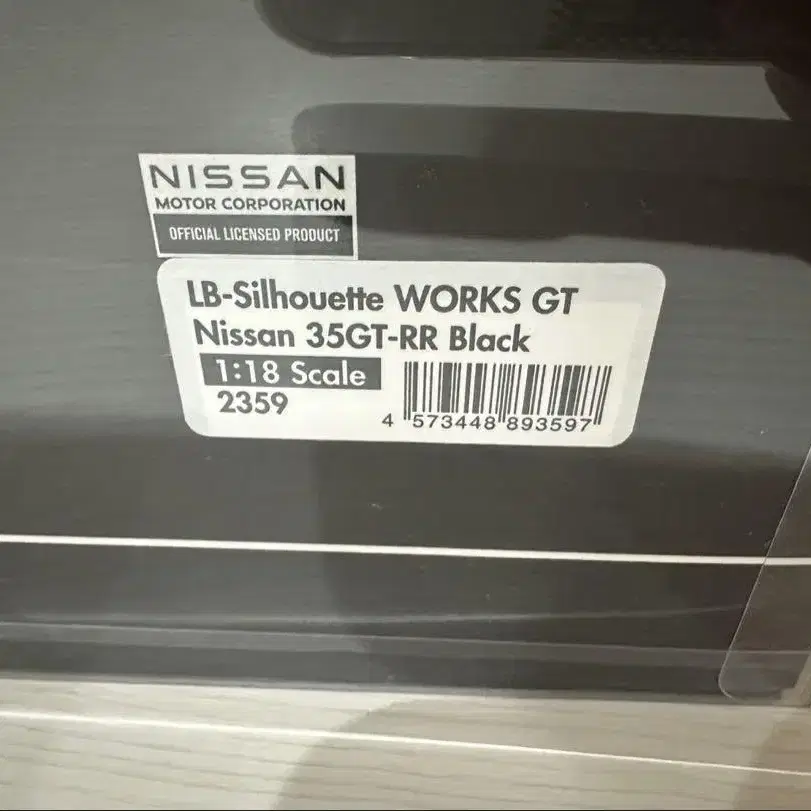 NISSAN
MOTOR CORPORATION
OFFICIAL LICENSED PRODUCT
LB-Silhouette WORKS GT
Nissan 35GT-RR Black
1:18 Scale
2359
4 573448 893597